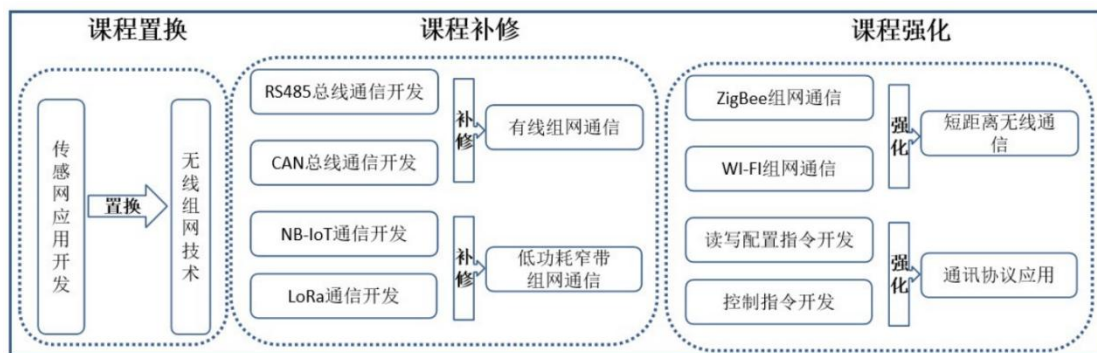 课程置换
传感网应用开发
置换
无线组网技术
课程补修
RS485总线通信开发
CAN总线通信开发
补修
有线组网通信
NB-IoT通信开发
LoRa通信开发
补修
低功耗窄带
组网通信
课程强化
ZigBee组网通信
WI-FI组网通信
强化
短距离无线通
信
读写配置指令开发
控制指令开发
强化
通讯协议应用